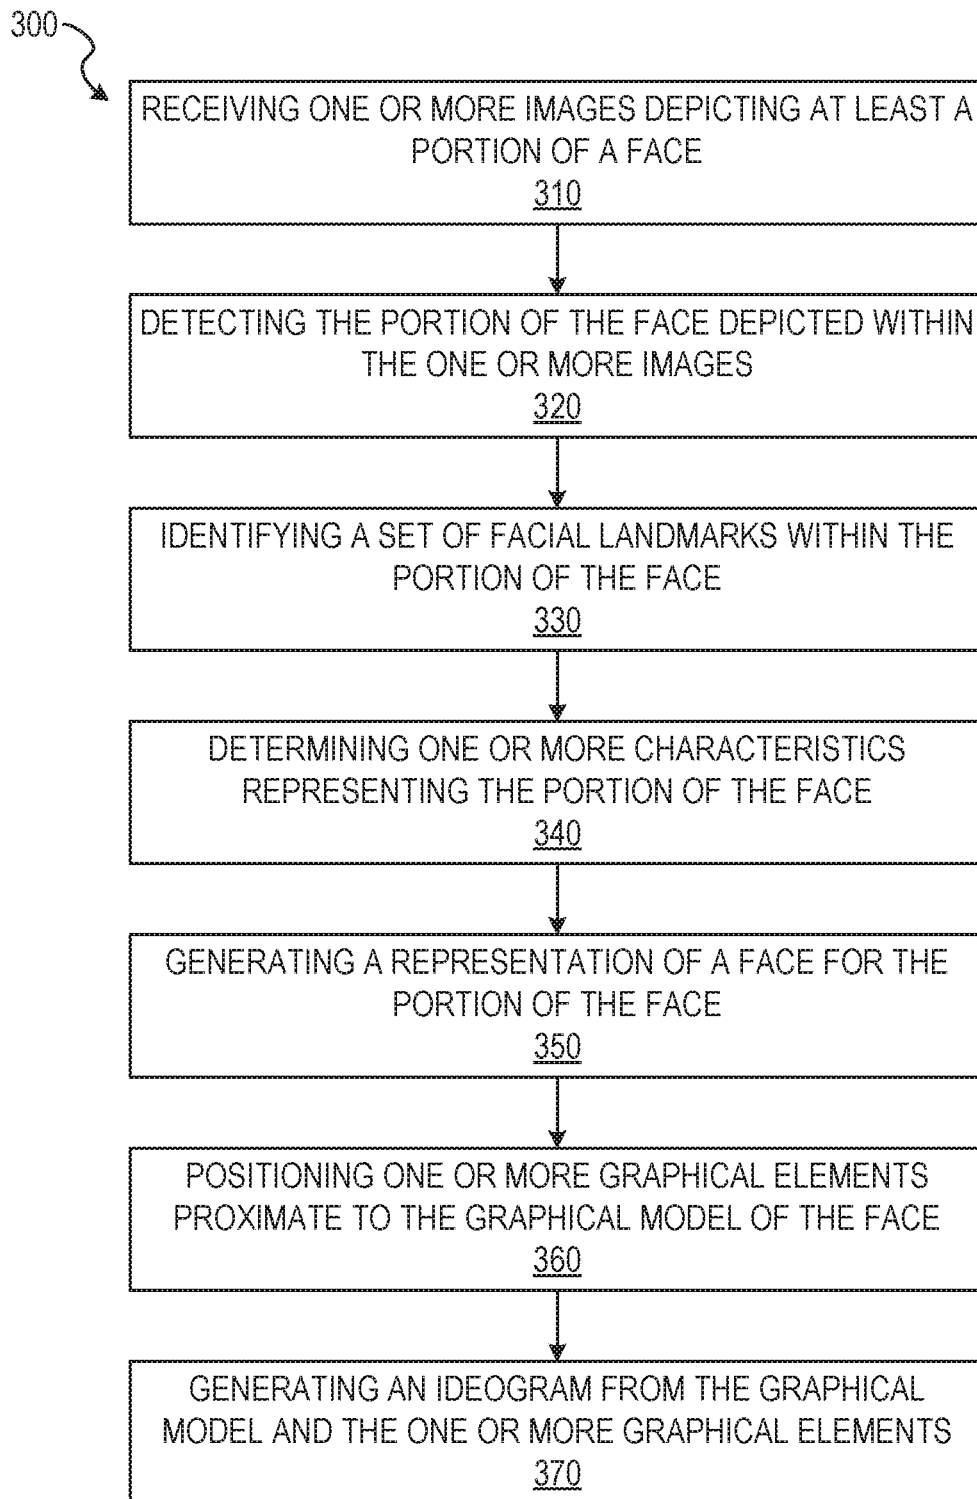 300
RECEIVING ONE OR MORE IMAGES DEPICTING AT LEAST A
PORTION OF A FACE
310
DETECTING THE PORTION OF THE FACE DEPICTED WITHIN
THE ONE OR MORE IMAGES
320
IDENTIFYING A SET OF FACIAL LANDMARKS WITHIN THE
PORTION OF THE FACE
330
DETERMINING ONE OR MORE CHARACTERISTICS
REPRESENTING THE PORTION OF THE FACE
340
GENERATING A REPRESENTATION OF A FACE FOR THE
PORTION OF THE FACE
350
POSITIONING ONE OR MORE GRAPHICAL ELEMENTS
PROXIMATE TO THE GRAPHICAL MODEL OF THE FACE
360
GENERATING AN IDEOGRAM FROM THE GRAPHICAL
MODEL AND THE ONE OR MORE GRAPHICAL ELEMENTS
370